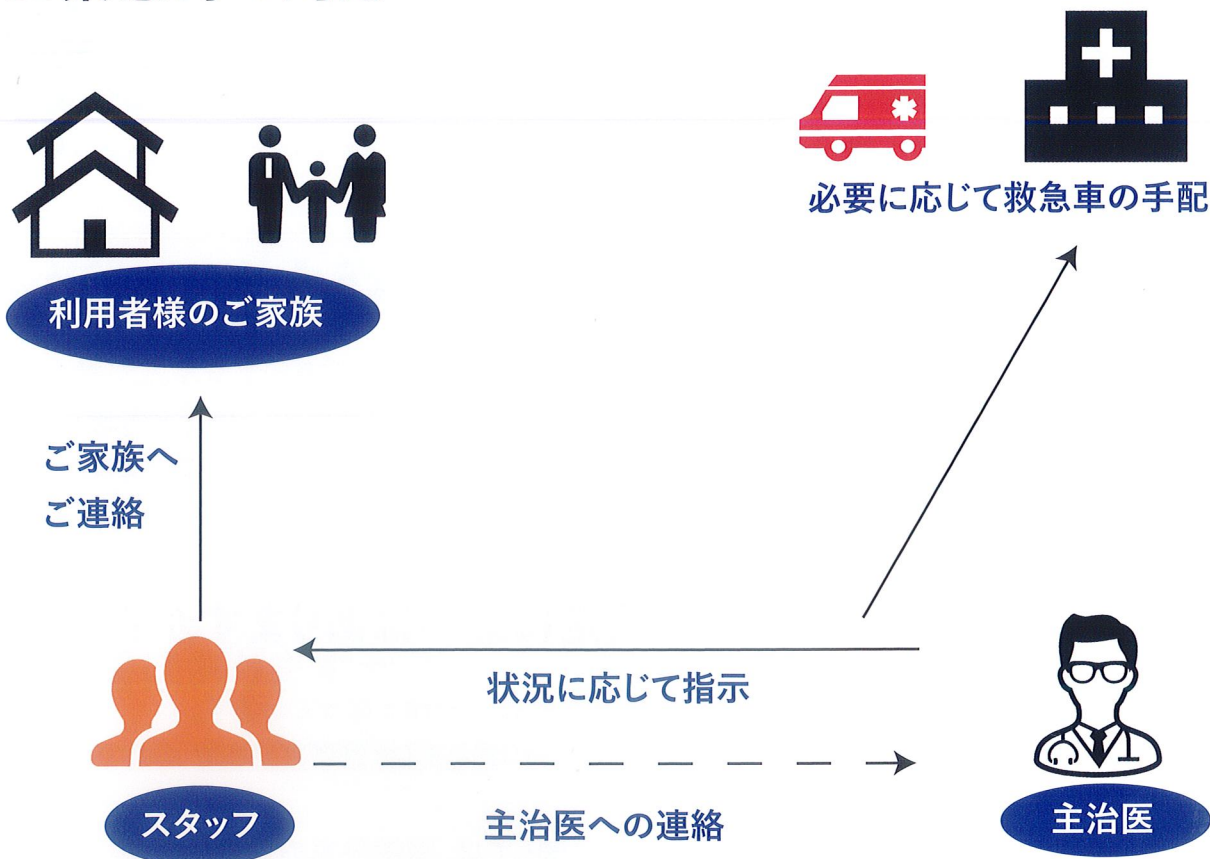 必要に応じて救急車の手配
利用者様のご家族
ご家族へ
ご連絡
状況に応じて指示
スタッフ
主治医への連絡
主治医